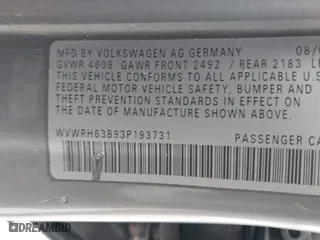 MFD BY VOLKSWAGEN AG GERMANY 08/
GVWR 4608 GAWR FRONT 2492 / REAR 2183 L
THIS VEHICLE CONFORMS TO ALL APPLICABLE
FEDERAL MOTOR VEHICLE SAFETY, BUMPER AND
THEFT PREVENTION STANDARDS IN EFFECT ON THE
DATE OF MANUFACTURE SHOWN ABOVE.
WVWRH63B93P193731 PASSENGER CA